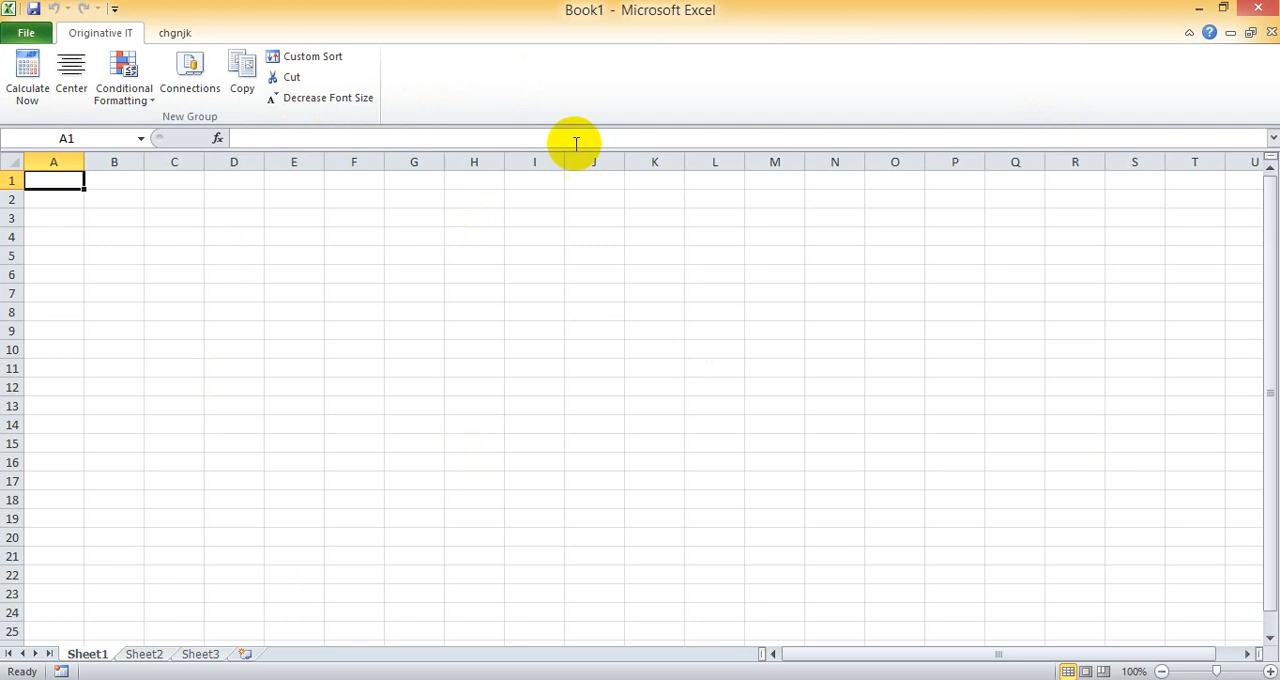 Book1 - Microsoft Excel
File Originative IT chgnjk
Calculate Now
Center
Conditional Formatting
Connections
Copy
Custom Sort
Cut
Decrease Font Size
New Group
A1 fx
A B C D E F G H I J K L M N O P Q R S T U
1
2
3
4
5
6
7
8
9
10
11
12
13
14
15
16
17
18
19
20
21
22
23
24
25
Sheet1 Sheet2 Sheet3
Ready 100%